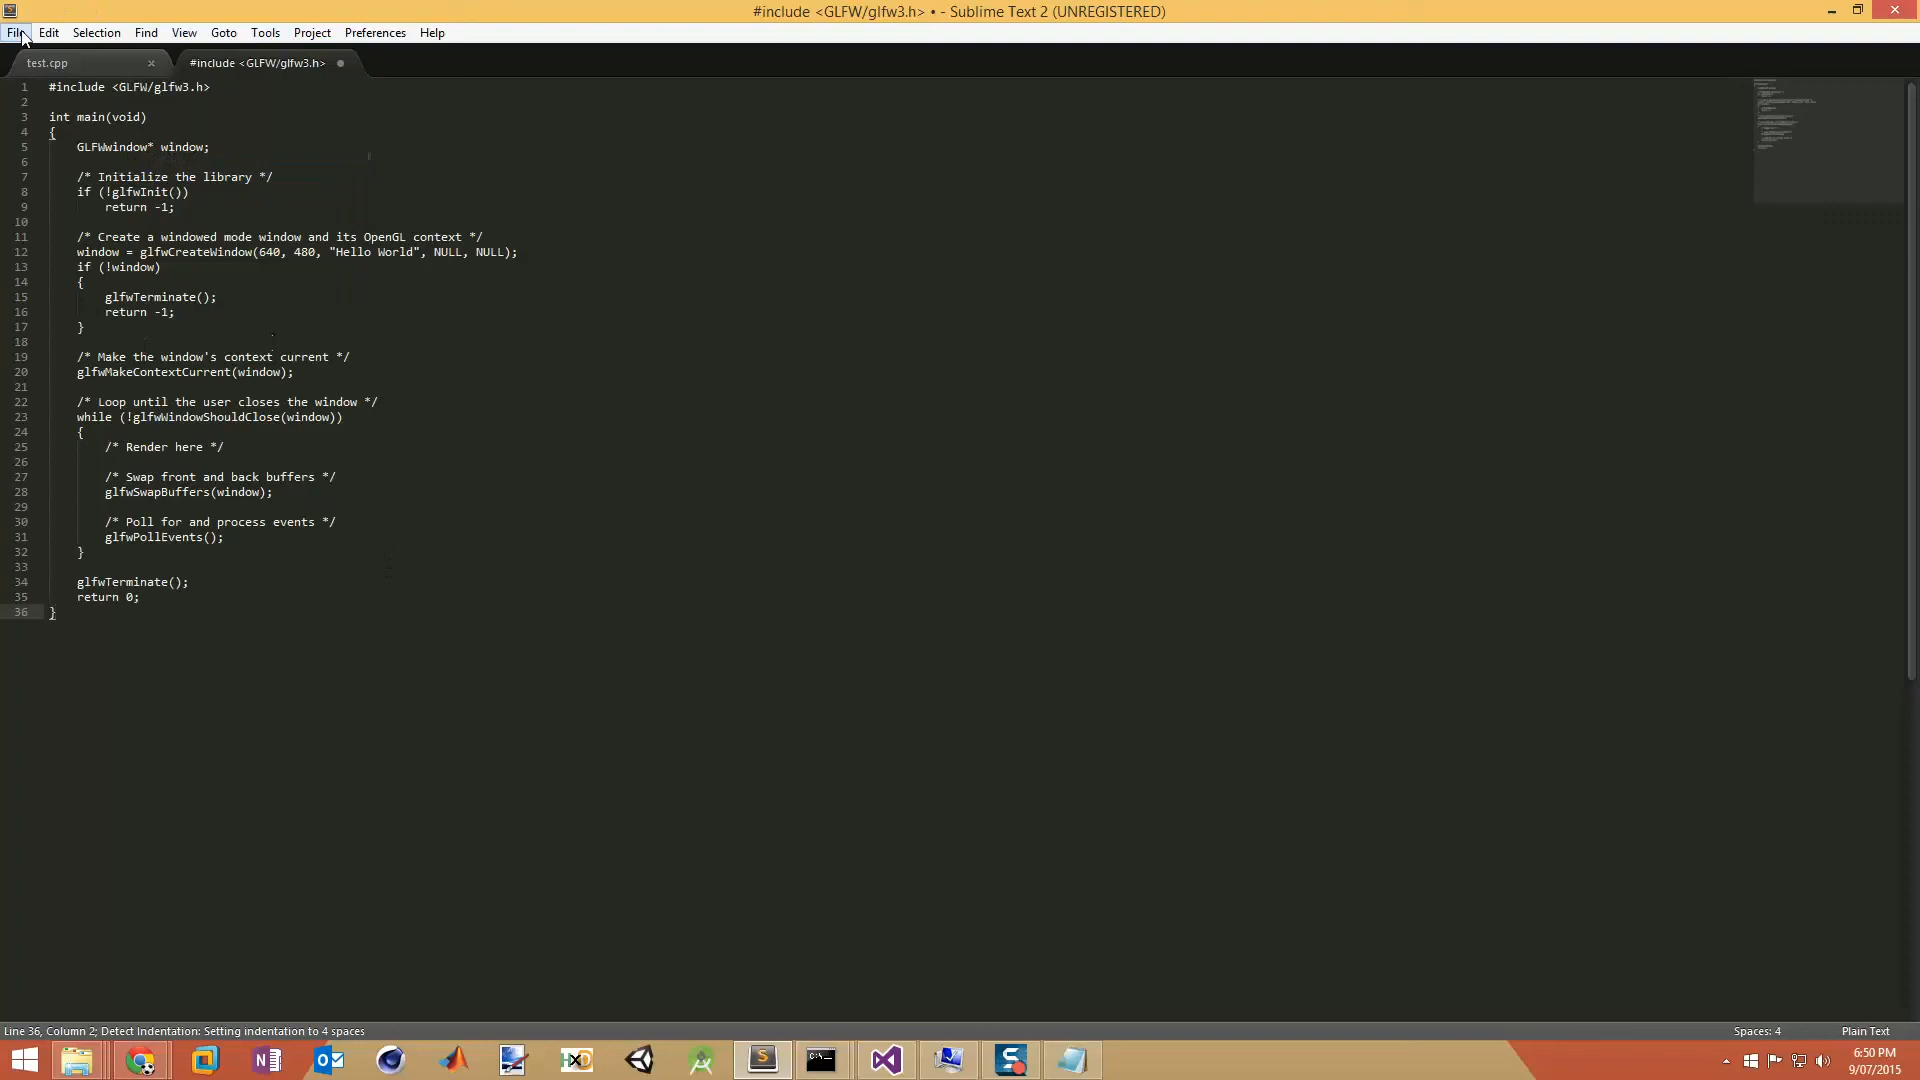 #include <GLFW/glfw3.h> • - Sublime Text 2 (UNREGISTERED)
File Edit Selection Find View Goto Tools Project Preferences Help
test.cpp × #include <GLFW/glfw3.h>
1 #include <GLFW/glfw3.h>
2
3 int main(void)
4 {
5 GLFWwindow* window;
6
7 /* Initialize the library */
8 if (!glfwInit())
9 return -1;
10
11 /* Create a windowed mode window and its OpenGL context */
12 window = glfwCreateWindow(640, 480, "Hello World", NULL, NULL);
13 if (!window)
14 {
15 glfwTerminate();
16 return -1;
17 }
18
19 /* Make the window's context current */
20 glfwMakeContextCurrent(window);
21
22 /* Loop until the user closes the window */
23 while (!glfwWindowShouldClose(window))
24 {
25 /* Render here */
26
27 /* Swap front and back buffers */
28 glfwSwapBuffers(window);
29
30 /* Poll for and process events */
31 glfwPollEvents();
32 }
33
34 glfwTerminate();
35 return 0;
36 }
Line 36, Column 2; Detect Indentation: Setting indentation to 4 spaces Spaces: 4 Plain Text
6:50 PM
9/07/2015